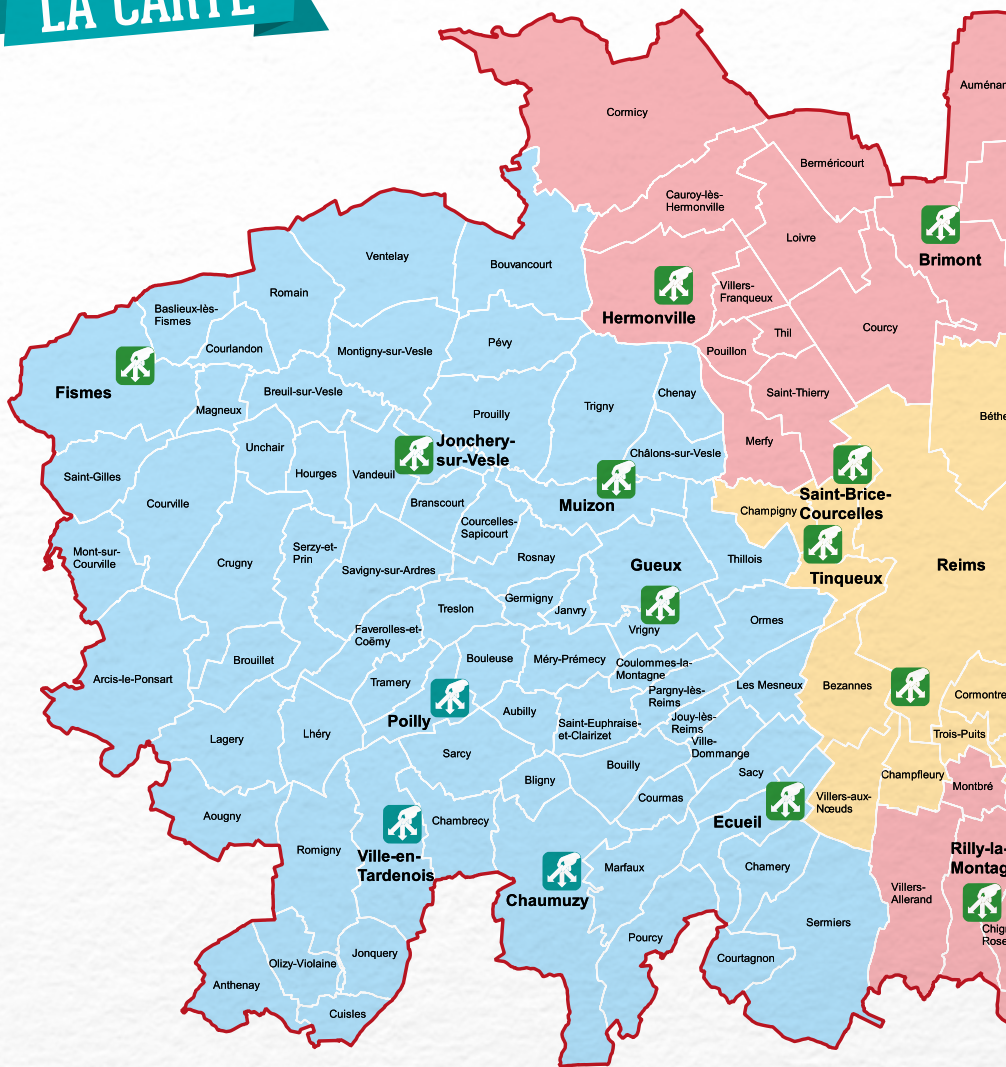 LA CARTE
Auménan
Cormicy
Berméricourt
Cauroy-lès-
Hermonville
Loivre
Brimont
Ventelay
Bouvancourt
Romain
Villers-
Franqueux
Hermonville
Baslieux-lès-
Fismes
Courcy
Thil
Courlandon
Montigny-sur-Vesle
Pévy
Pouillon
Fismes
Breuil-sur-Vesle
Chenay
Saint-Thierry
Magneux
Trigny
Prouilly
Béthe
Unchair
Jonchery-
sur-Vesle
Merfy
Châlons-sur-Vesle
Saint-Gilles
Hourges
Vandeuil
Courville
Branscourt
Muizon
Saint-Brice-
Courcelles
Champigny
Courcelles-
Sapicourt
Mont-sur-
Courville
Serzy-et-
Prin
Crugny
Savigny-sur-Ardres
Rosnay
Gueux
Thillois
Tinqueux
Reims
Treslon
Germigny
Janvry
Vrigny
Ormes
Faverolles-et-
Coëmy
Brouillet
Bouleuse
Méry-Prémecy
Coulommes-la-
Montagne
Arcis-le-Ponsart
Tramery
Pargny-lès-
Reims
Les Mesneux
Bezannes
Cormontre
Poilly
Aubilly
Saint-Euphraise-
et-Clairizet
Jouy-lès-
Reims
Lagery
Lhéry
Ville-
Dommange
Trois-Puits
Sarcy
Bouilly
Sacy
Champfleury
Bligny
Montbré
Courmas
Villers-aux-
Nœuds
Aougny
Chambrecy
Ecueil
Romigny
Ville-en-
Tardenois
Rilly-la-
Montag
Marfaux
Chamery
Chaumuzy
Villers-
Allerand
Sermiers
Chign
Rose
Pourcy
Jonquery
Courtagnon
Olizy-Violaine
Anthenay
Cuisles